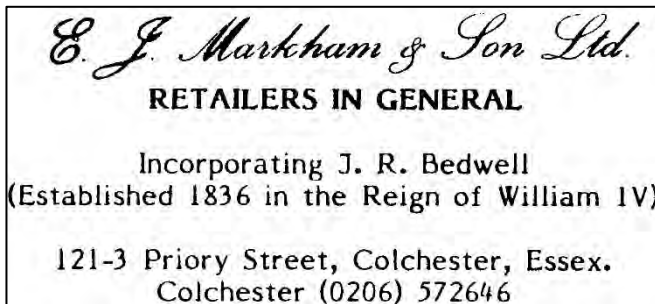 E. J. Markham & Son Ltd.
RETAILERS IN GENERAL
Incorporating J. R. Bedwell
(Established 1836 in the Reign of William 1V)
121-3 Priory Street, Colchester, Essex.
Colchester (0206) 572646